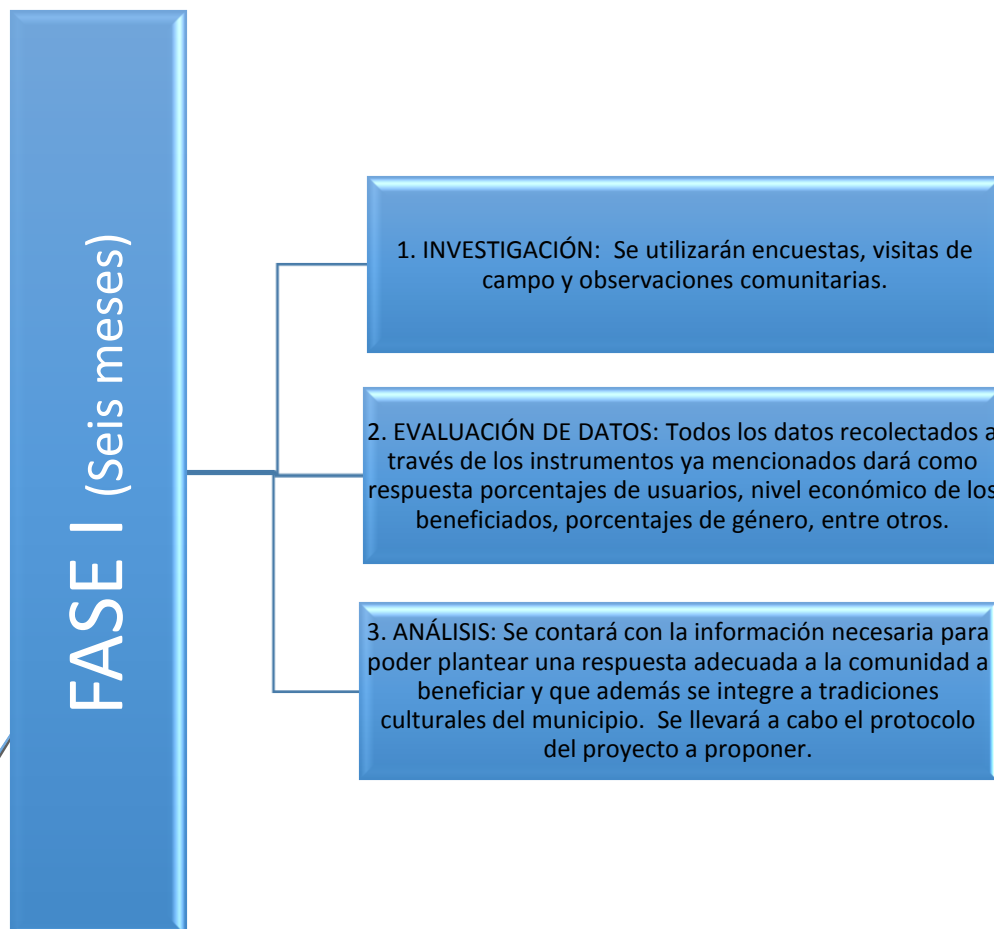 FASE I (Seis meses)
1. INVESTIGACIÓN:  Se utilizarán encuestas, visitas de
campo y observaciones comunitarias.
2. EVALUACIÓN DE DATOS: Todos los datos recolectados a
través de los instrumentos ya mencionados dará como
respuesta porcentajes de usuarios, nivel económico de los
beneficiados, porcentajes de género, entre otros.
3. ANÁLISIS: Se contará con la información necesaria para
poder plantear una respuesta adecuada a la comunidad a
beneficiar y que además se integre a tradiciones
culturales del municipio.  Se llevará a cabo el protocolo
del proyecto a proponer.